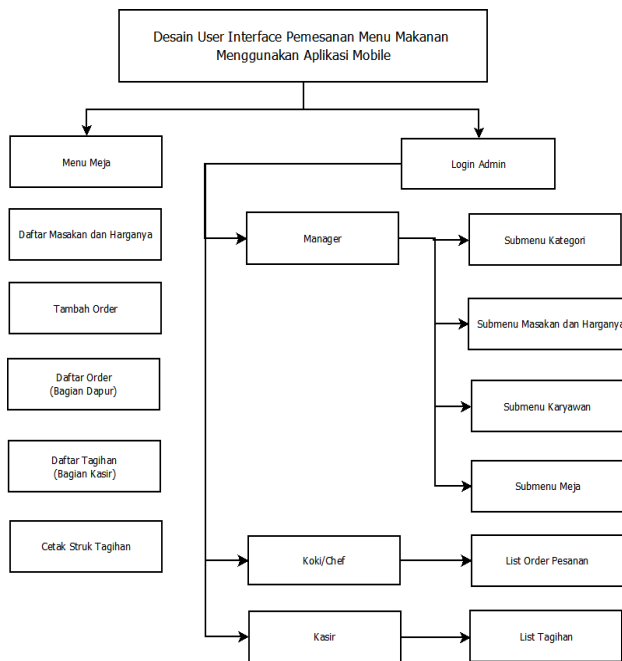 Desain User Interface Pemesanan Menu Makanan
Menggunakan Aplikasi Mobile
Menu Meja
Login Admin
Daftar Masakan dan Harganya
Manager
Submenu Kategori
Tambah Order
Submenu Masakan dan Harganya
Daftar Order
(Bagian Dapur)
Submenu Karyawan
Daftar Tagihan
(Bagian Kasir)
Submenu Meja
Cetak Struk Tagihan
Koki/Chef
List Order Pesanan
Kasir
List Tagihan